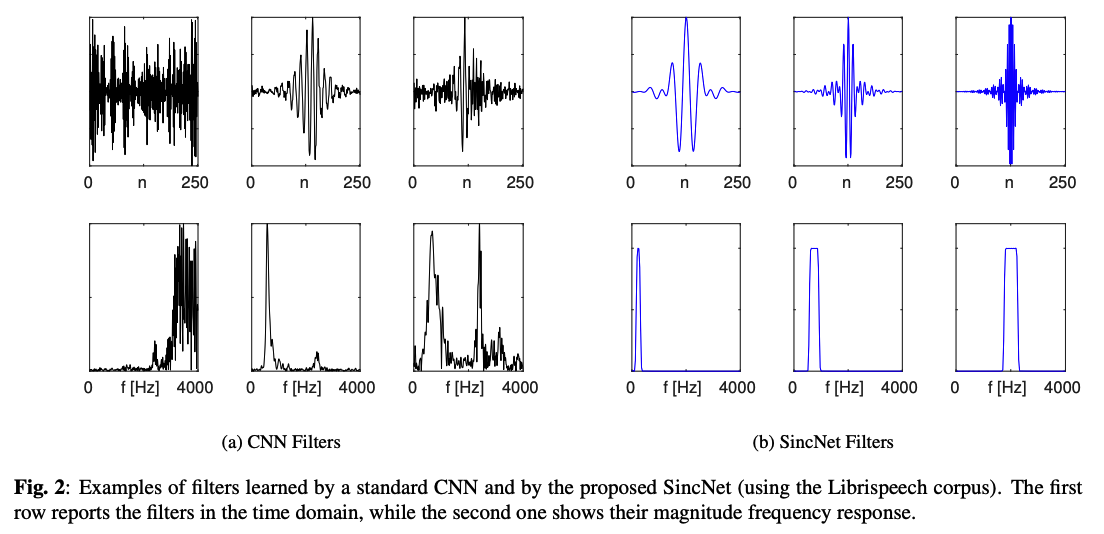 0 n 250 0 n 250 0 n 250 0 n 250 0 n 250 0 n 250
0 f [Hz] 4000 0 f [Hz] 4000 0 f [Hz] 4000 0 f [Hz] 4000 0 f [Hz] 4000 0 f [Hz] 4000
(a) CNN Filters (b) SincNet Filters
Fig. 2: Examples of filters learned by a standard CNN and by the proposed SincNet (using the Librispeech corpus). The first
row reports the filters in the time domain, while the second one shows their magnitude frequency response.